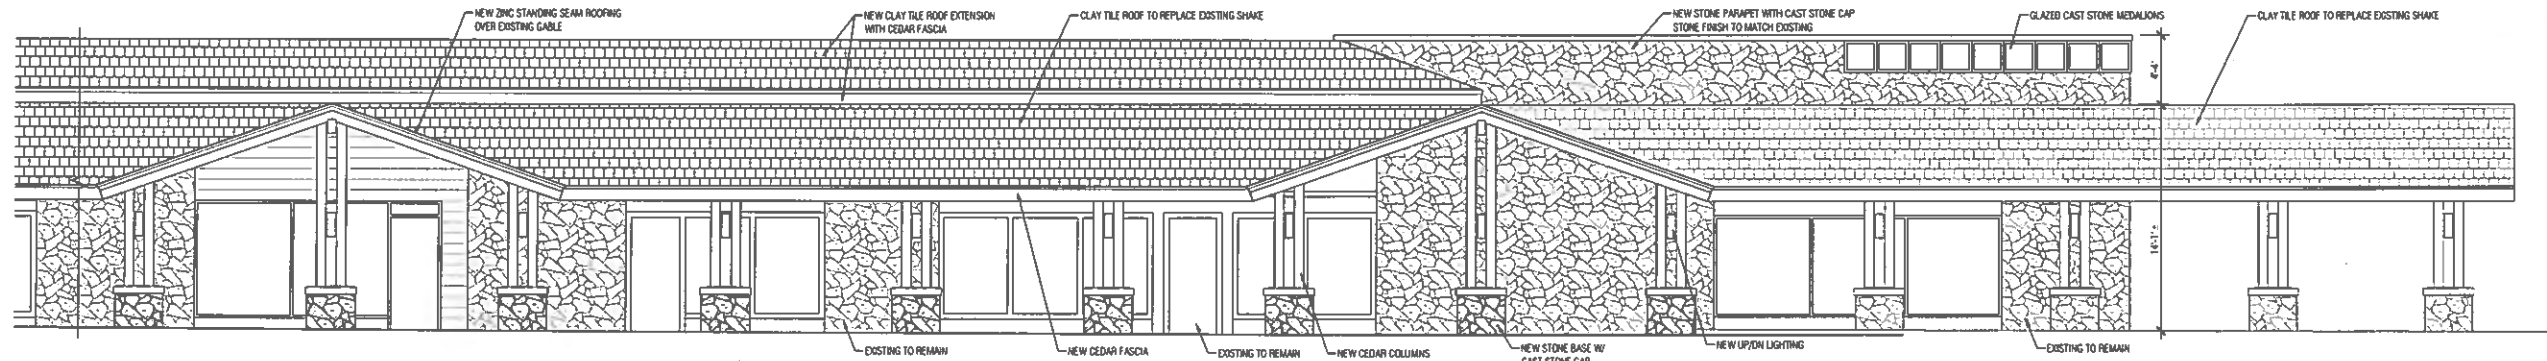 NEW ZINC STANDING SEAM ROOFING
OVER EXISTING GABLE
NEW CLAY TILE ROOF EXTENSION
WITH CEDAR FASCIA
CLAY TILE ROOF TO REPLACE EXISTING SHAKE
NEW STONE PARAPET WITH CAST STONE CAP
STONE FINISH TO MATCH EXISTING
GLAZED CAST STONE MEDALIONS
CLAY TILE ROOF TO REPLACE EXISTING SHAKE
14'-1"±
EXISTING TO REMAIN
NEW CEDAR FASCIA
EXISTING TO REMAIN
NEW CEDAR COLUMNS
NEW STONE BASE W/
CAST STONE CAP
NEW UP/DN LIGHTING
EXISTING TO REMAIN